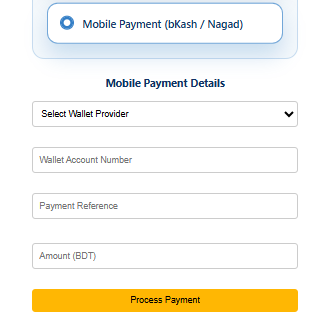 Mobile Payment (bKash / Nagad)
Mobile Payment Details
Select Wallet Provider
Wallet Account Number
Payment Reference
Amount (BDT)
Process Payment